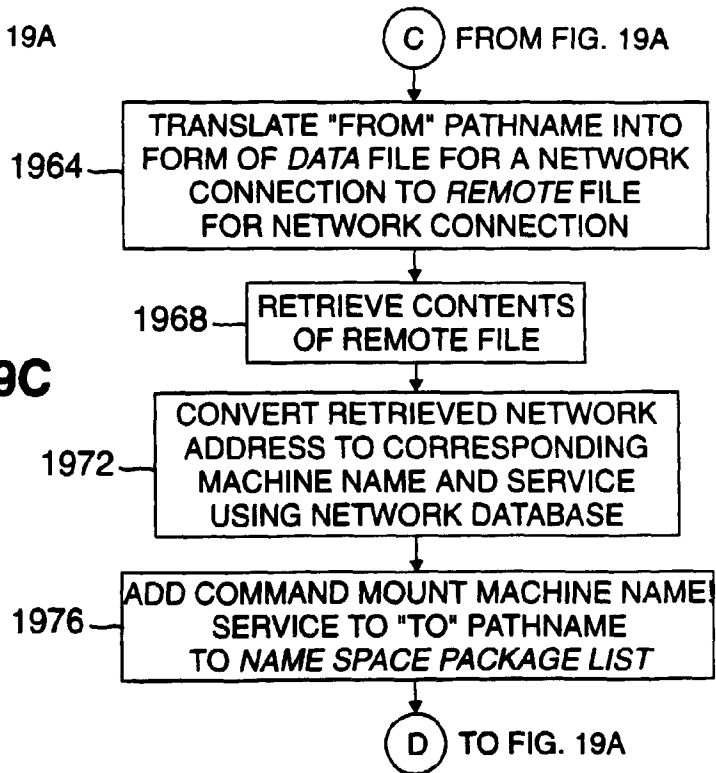 19A
C FROM FIG. 19A
1964
TRANSLATE "FROM" PATHNAME INTO
FORM OF DATA FILE FOR A NETWORK
CONNECTION TO REMOTE FILE
FOR NETWORK CONNECTION
1968
RETRIEVE CONTENTS
OF REMOTE FILE
9C
1972
CONVERT RETRIEVED NETWORK
ADDRESS TO CORRESPONDING
MACHINE NAME AND SERVICE
USING NETWORK DATABASE
1976
ADD COMMAND MOUNT MACHINE NAME!
SERVICE TO "TO" PATHNAME
TO NAME SPACE PACKAGE LIST
D TO FIG. 19A